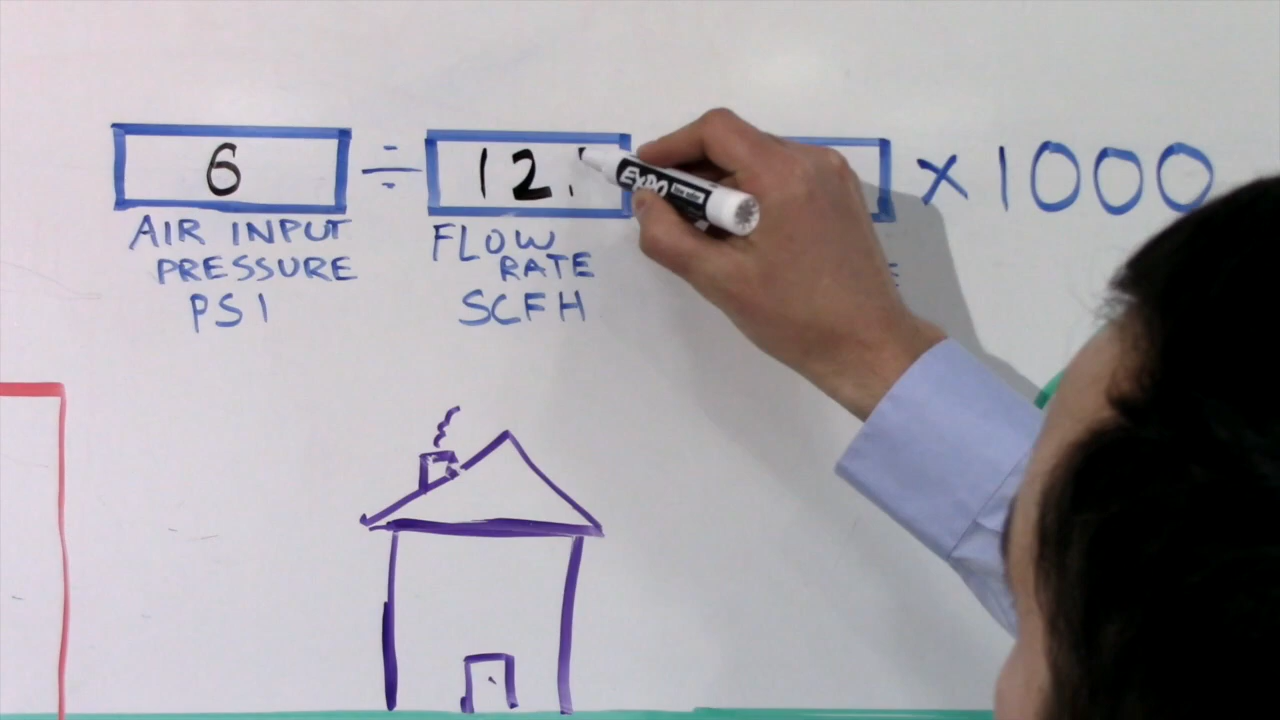 6 ÷ 12. × 1000
AIR INPUT
PRESSURE
PSI
FLOW
RATE
SCFH
EXPO